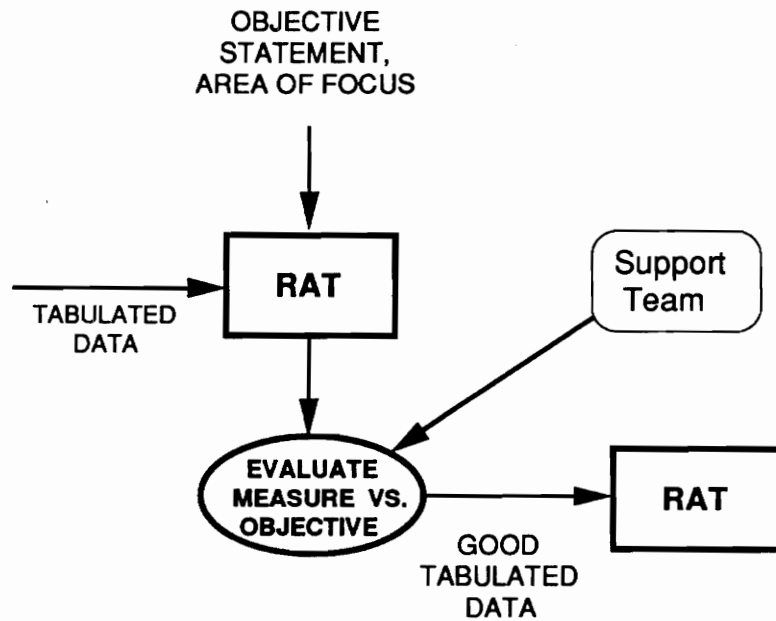 OBJECTIVE
STATEMENT,
AREA OF FOCUS
RAT
TABULATED
DATA
Support
Team
EVALUATE
MEASURE VS.
OBJECTIVE
RAT
GOOD
TABULATED
DATA